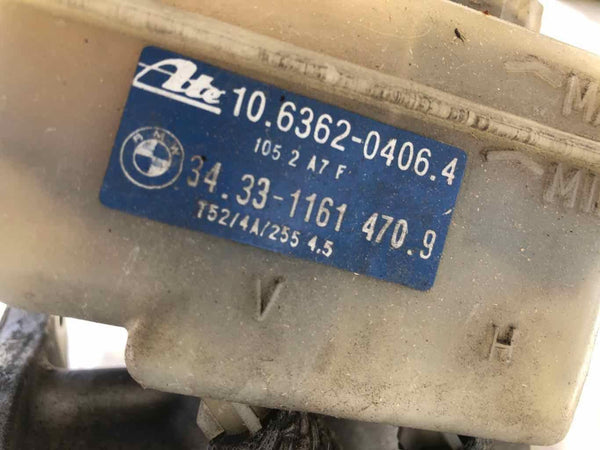 Ate 10.6362-0406.4
105 2 A7 F
BMW 34.33-1161 470.9
T52/4A/255 4.5
V
H